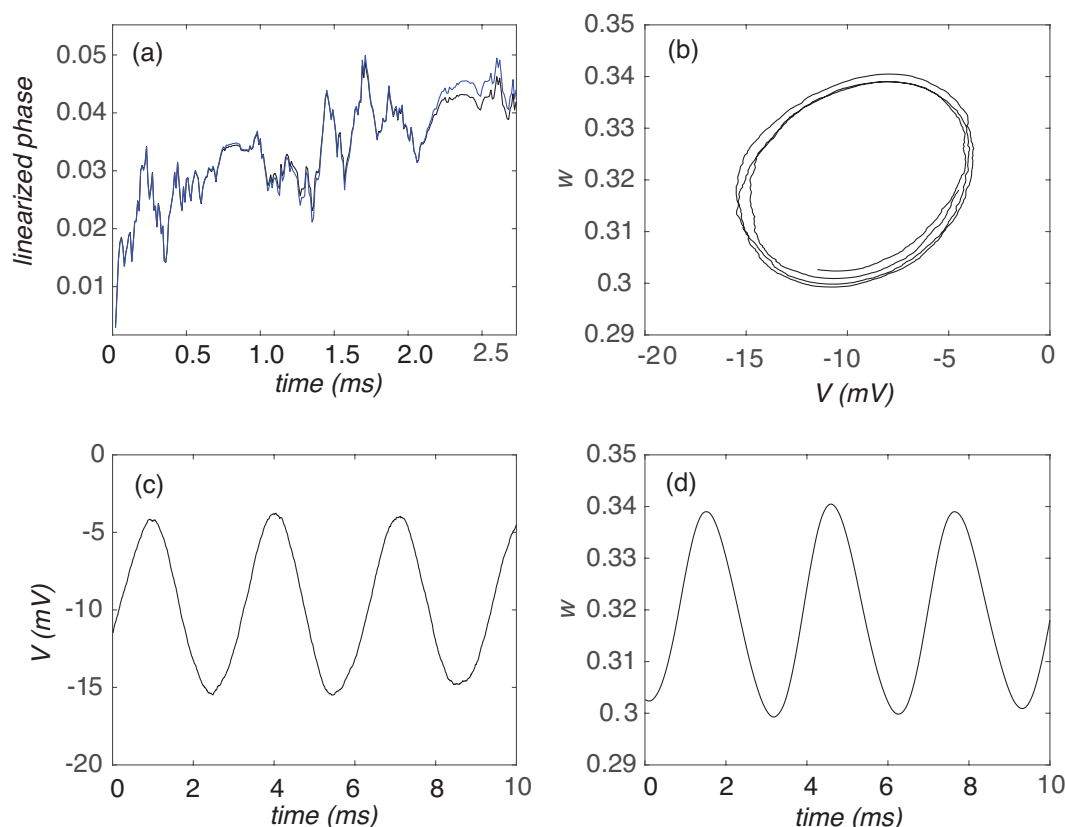 (a)
0.05
0.04
0.03
0.02
0.01
linearized phase
0 0.5 1.0 1.5 2.0 2.5
time (ms)
(b)
0.35
0.34
0.33
0.32
0.31
0.3
0.29
w
-20 -15 -10 -5 0
V (mV)
(c)
0
-5
-10
-15
-20
V (mV)
0 2 4 6 8 10
time (ms)
(d)
0.35
0.34
0.33
0.32
0.31
0.3
0.29
w
0 2 4 6 8 10
time (ms)